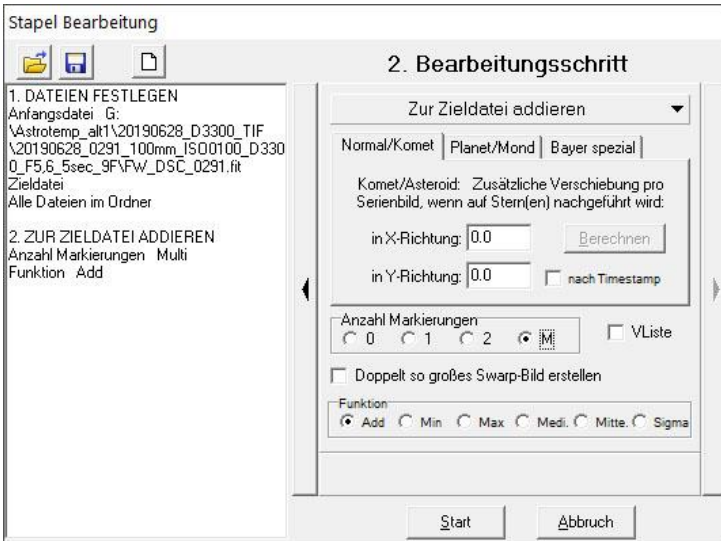 Stapel Bearbeitung
1. DATEIEN FESTLEGEN
Anfangsdatei G:
\Astrotemp_alt1\20190628_D3300_TIF
\20190628_0291_100mm_ISO0100_D330
0_F5,6_5sec_9F\FW_DSC_0291.fit
Zieldatei
Alle Dateien im Ordner
2. ZUR ZIELDATEI ADDIEREN
Anzahl Markierungen Multi
Funktion Add
2. Bearbeitungsschritt
Zur Zieldatei addieren
Normal/Komet Planet/Mond Bayer spezial
Komet/Asteroid: Zusätzliche Verschiebung pro
Serienbild, wenn auf Stern(en) nachgeführt wird:
in X-Richtung: 0.0 Berechnen
in Y-Richtung: 0.0 nach Timestamp
Anzahl Markierungen
0 1 2 M VListe
Doppelt so großes Swarp-Bild erstellen
Funktion
Add Min Max Medi. Mitte. Sigma
Start Abbruch